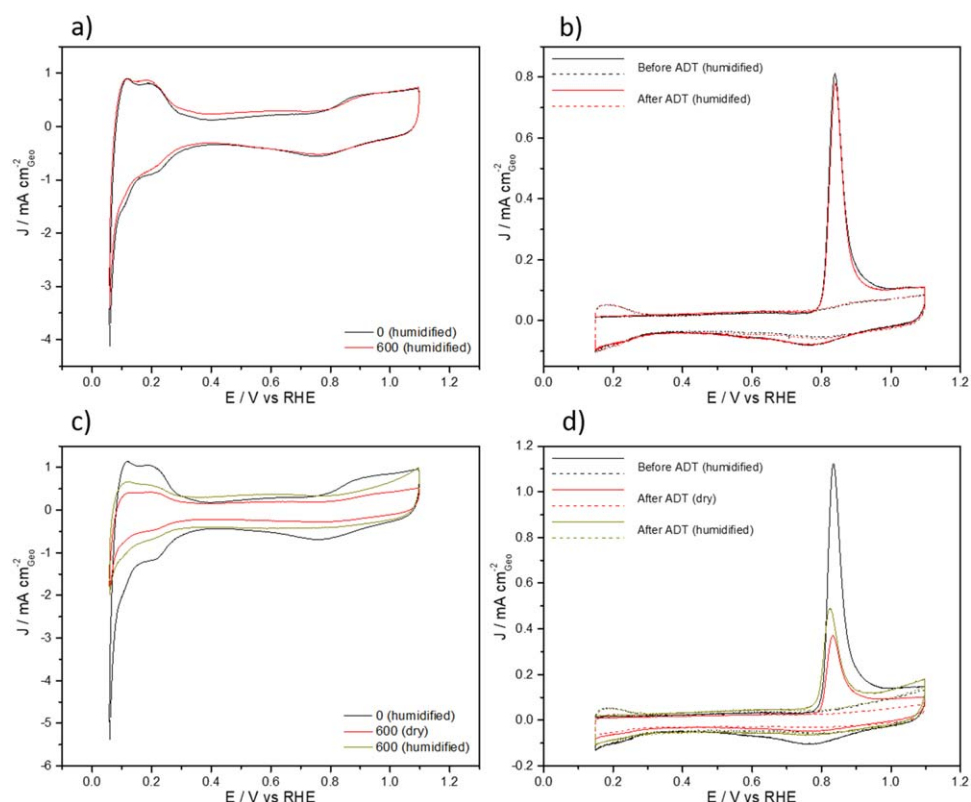 a)
J / mA cm⁻²Geo
1
0
-1
-2
-3
-4
0 (humidified)
600 (humidified)
0.0 0.2 0.4 0.6 0.8 1.0 1.2
E / V vs RHE
b)
J / mA cm⁻²Geo
0.8
0.6
0.4
0.2
0.0
Before ADT (humidified)
After ADT (humidifed)
0.0 0.2 0.4 0.6 0.8 1.0 1.2
E / V vs RHE
c)
J / mA cm⁻²Geo
1
0
-1
-2
-3
-4
-5
-6
0 (humidified)
600 (dry)
600 (humidified)
0.0 0.2 0.4 0.6 0.8 1.0 1.2
E / V vs RHE
d)
J / mA cm⁻²Geo
1.2
1.0
0.8
0.6
0.4
0.2
0.0
-0.2
Before ADT (humidified)
After ADT (dry)
After ADT (humidified)
0.0 0.2 0.4 0.6 0.8 1.0 1.2
E / V vs RHE